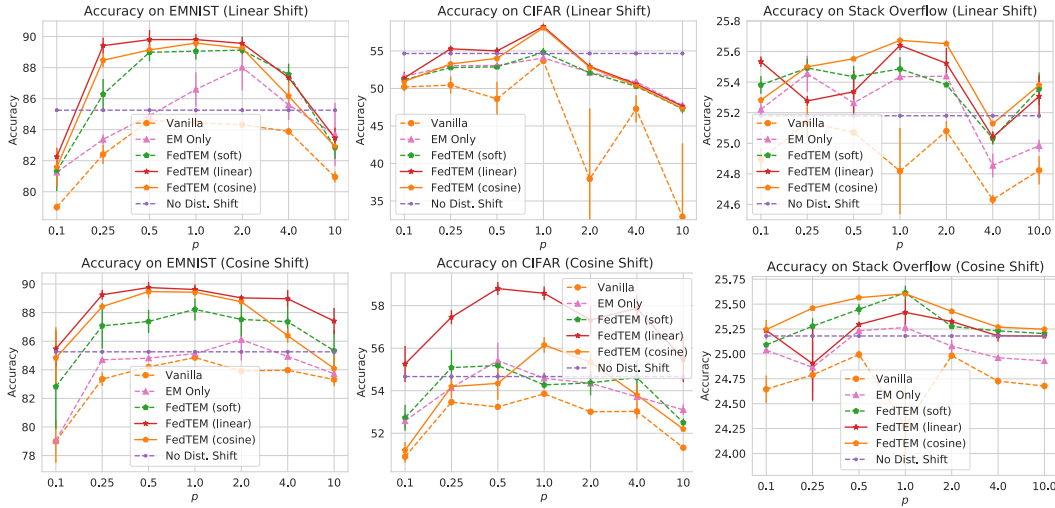 Accuracy on EMNIST (Linear Shift)
90
88
86
84
82
80
Accuracy
Vanilla
EM Only
FedTEM (soft)
FedTEM (linear)
FedTEM (cosine)
No Dist. Shift
0.1 0.25 0.5 1.0 2.0 4.0 10
p
Accuracy on CIFAR (Linear Shift)
55
50
45
40
35
Accuracy
Vanilla
EM Only
FedTEM (soft)
FedTEM (linear)
FedTEM (cosine)
No Dist. Shift
0.1 0.25 0.5 1.0 2.0 4.0 10
p
Accuracy on Stack Overflow (Linear Shift)
25.8
25.6
25.4
25.2
25.0
24.8
24.6
Accuracy
Vanilla
EM Only
FedTEM (soft)
FedTEM (linear)
FedTEM (cosine)
No Dist. Shift
0.1 0.25 0.5 1.0 2.0 4.0 10.0
p
Accuracy on EMNIST (Cosine Shift)
90
88
86
84
82
80
78
Accuracy
Vanilla
EM Only
FedTEM (soft)
FedTEM (linear)
FedTEM (cosine)
No Dist. Shift
0.1 0.25 0.5 1.0 2.0 4.0 10
p
Accuracy on CIFAR (Cosine Shift)
58
56
54
52
Accuracy
Vanilla
EM Only
FedTEM (soft)
FedTEM (linear)
FedTEM (cosine)
No Dist. Shift
0.1 0.25 0.5 1.0 2.0 4.0 10
p
Accuracy on Stack Overflow (Cosine Shift)
25.75
25.50
25.25
25.00
24.75
24.50
24.25
24.00
Accuracy
Vanilla
EM Only
FedTEM (soft)
FedTEM (linear)
FedTEM (cosine)
No Dist. Shift
0.1 0.25 0.5 1.0 2.0 4.0 10.0
p